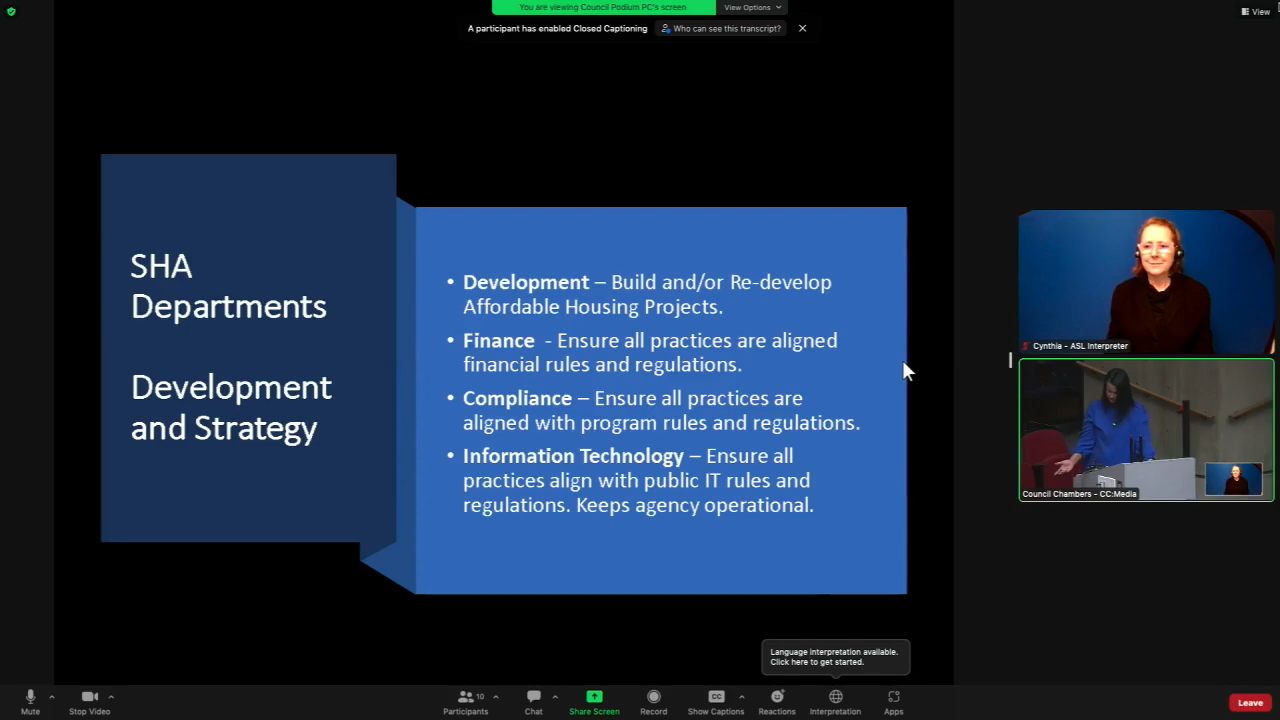 You are viewing Council Podium PC's screen
View Options
View
A participant has enabled Closed Captioning
Who can see this transcript?
SHA
Departments
Development
and Strategy
• Development – Build and/or Re-develop
Affordable Housing Projects.
• Finance - Ensure all practices are aligned
financial rules and regulations.
• Compliance – Ensure all practices are
aligned with program rules and regulations.
• Information Technology – Ensure all
practices align with public IT rules and
regulations. Keeps agency operational.
Cynthia - ASL Interpreter
Council Chambers - CC:Media
Language interpretation available.
Click here to get started.
Mute
Stop Video
Participants
10
Chat
Share Screen
Record
CC
Show Captions
Reactions
Interpretation
Apps
Leave